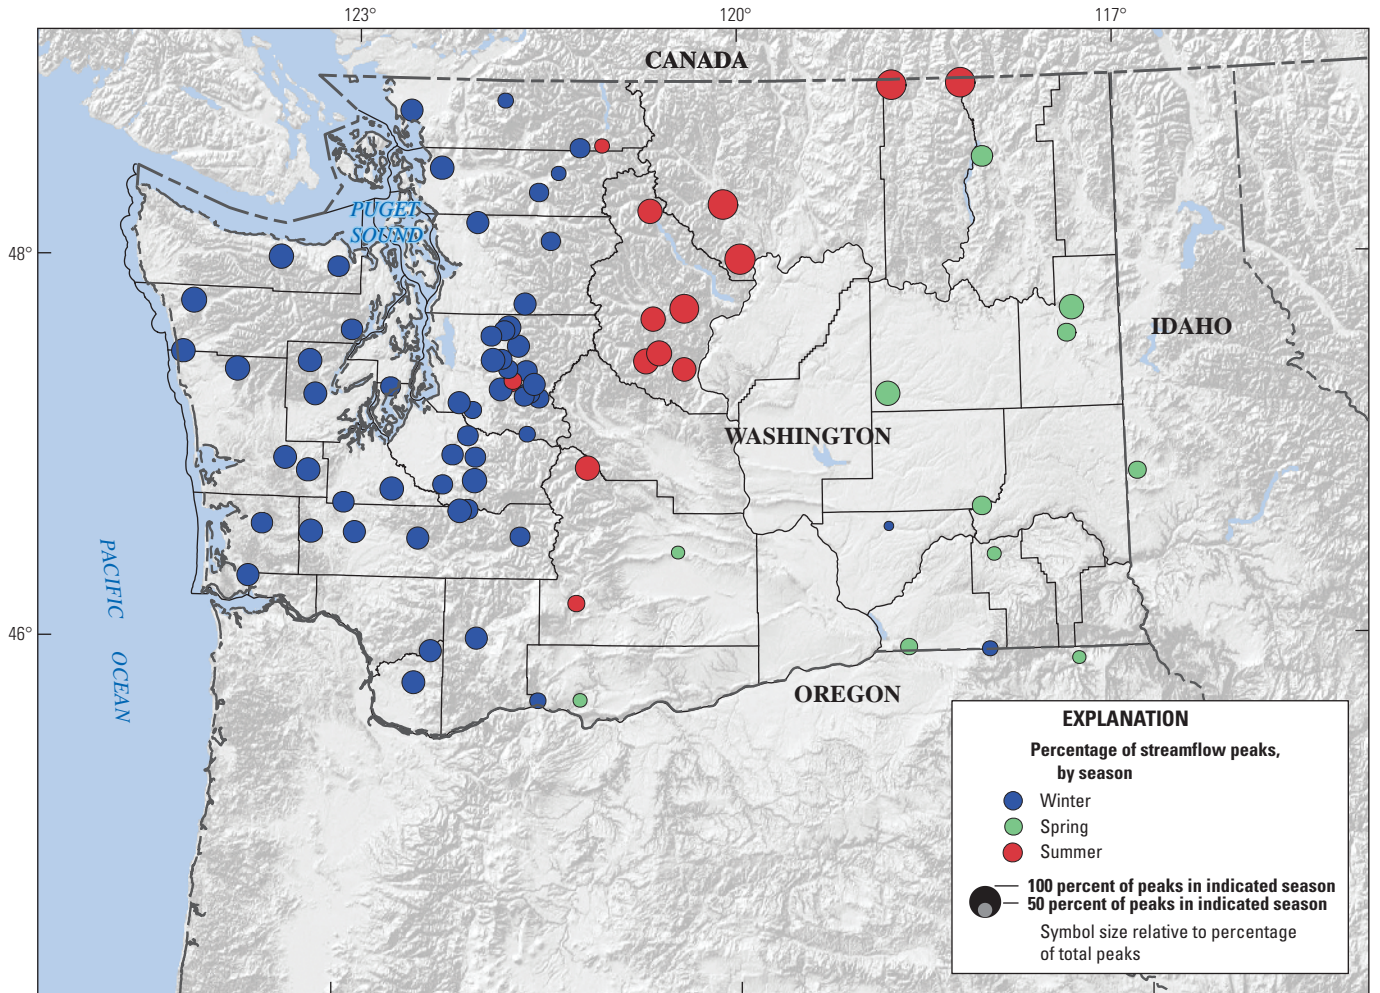 123°
120°
117°
CANADA
PUGET
SOUND
48°
IDAHO
WASHINGTON
PACIFIC
OCEAN
46°
OREGON
EXPLANATION
Percentage of streamflow peaks,
by season
Winter
Spring
Summer
100 percent of peaks in indicated season
50 percent of peaks in indicated season
Symbol size relative to percentage
of total peaks